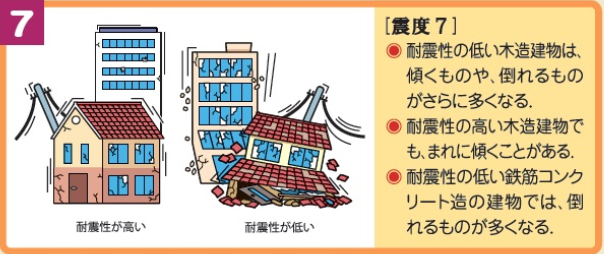 7
耐震性が高い
耐震性が低い
[震度7]
◉ 耐震性の低い木造建物は、
傾くものや、倒れるもの
がさらに多くなる.
◉ 耐震性の高い木造建物で
も、まれに傾くことがある.
◉ 耐震性の低い鉄筋コンク
リート造の建物では、倒
れるものが多くなる.